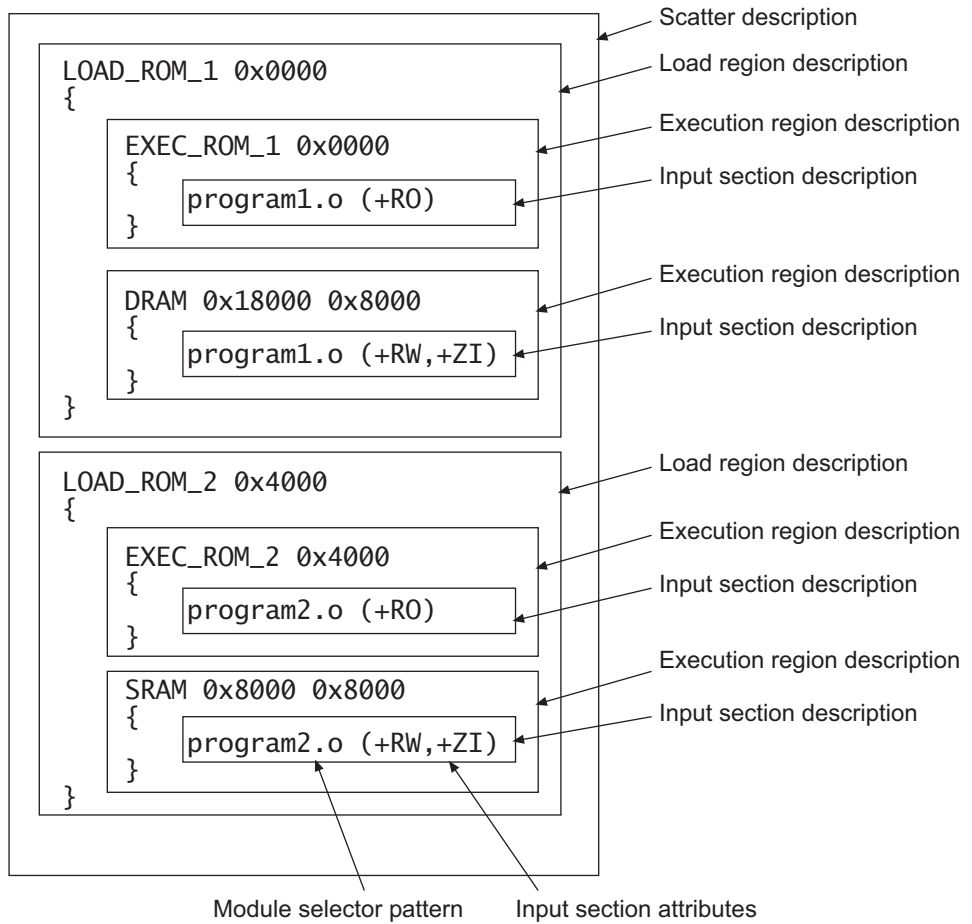 Scatter description
LOAD_ROM_1 0x0000
Load region description
{
EXEC_ROM_1 0x0000
Execution region description
{
program1.o (+RO)
Input section description
}
DRAM 0x18000 0x8000
Execution region description
{
program1.o (+RW,+ZI)
Input section description
}
}
LOAD_ROM_2 0x4000
Load region description
{
EXEC_ROM_2 0x4000
Execution region description
{
program2.o (+RO)
Input section description
}
SRAM 0x8000 0x8000
Execution region description
{
program2.o (+RW,+ZI)
Input section description
}
}
Module selector pattern
Input section attributes